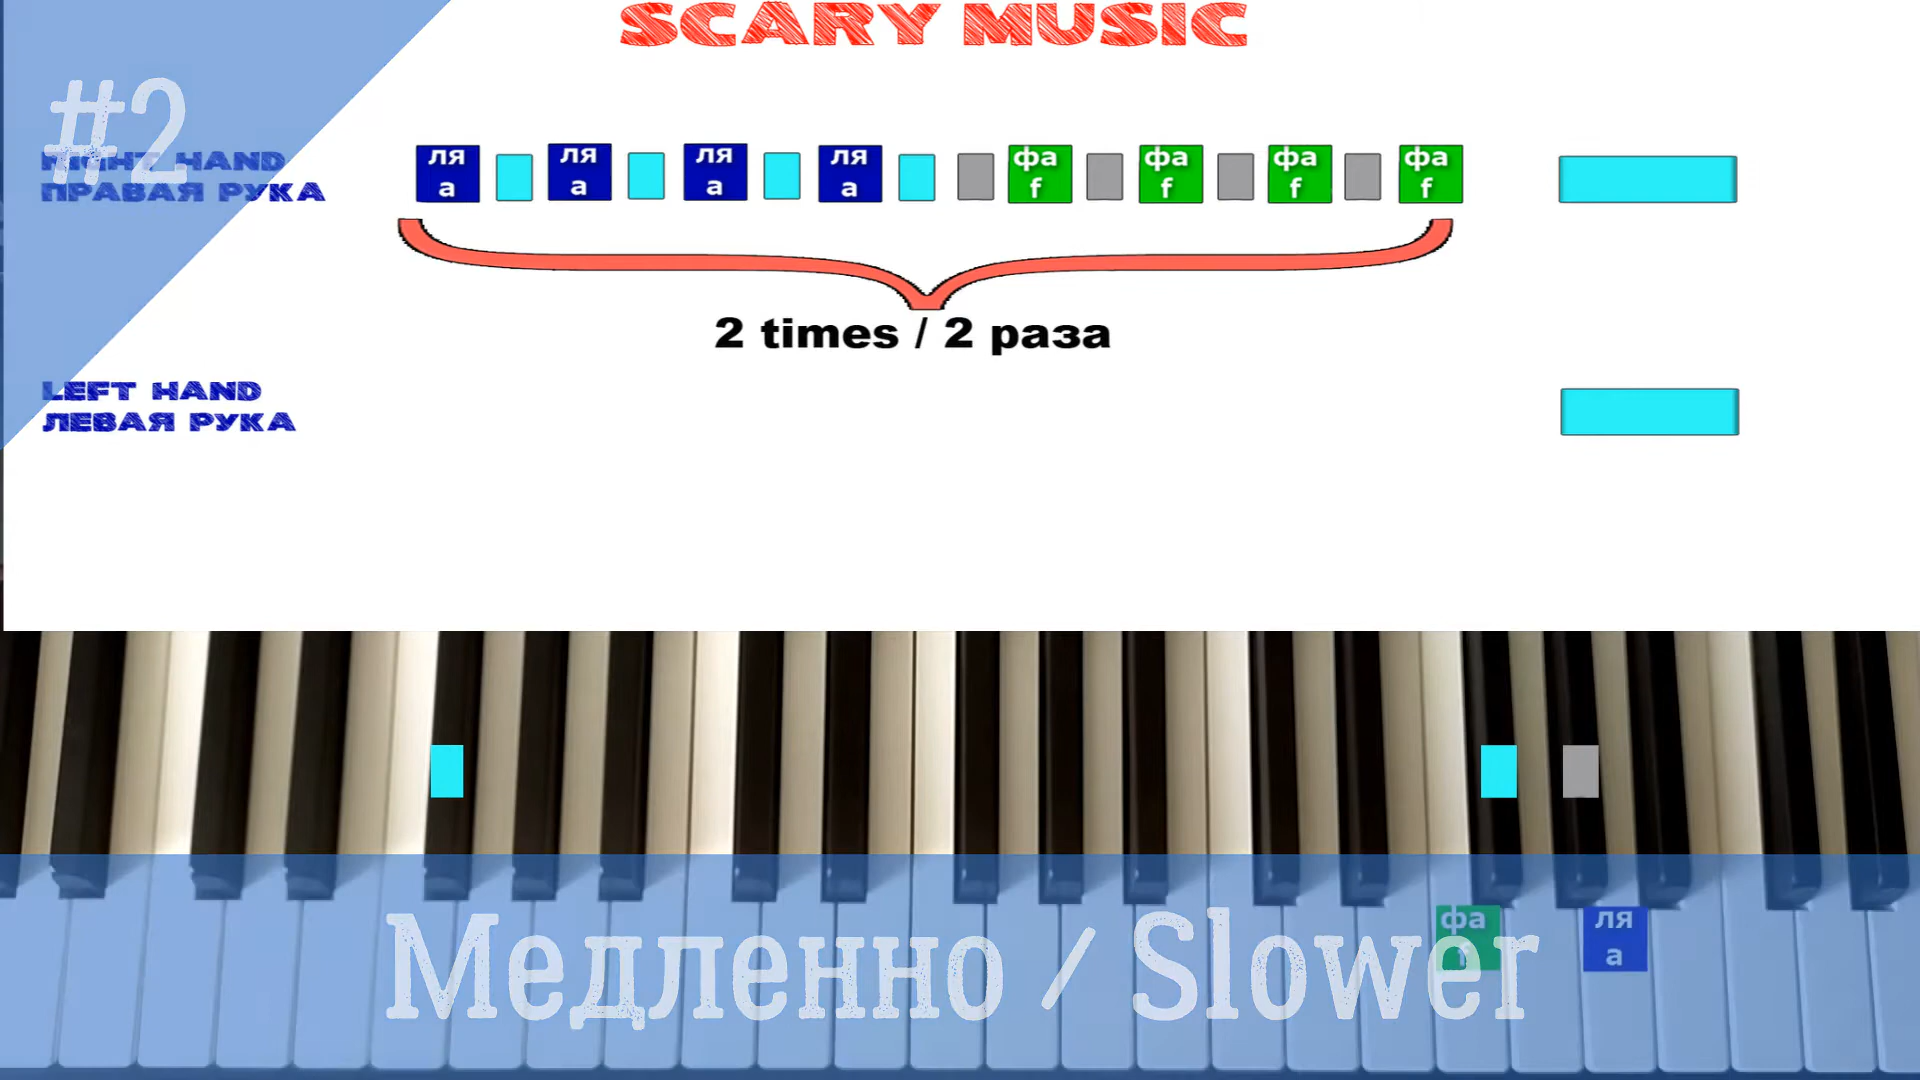 SCARY MUSIC
#2
RIGHT HAND
ПРАВАЯ РУКА
ля ля ля ля фа фа фа фа
a a a a f f f f
2 times / 2 раза
LEFT HAND
ЛЕВАЯ РУКА
фа ля
f a
Медленно / Slower